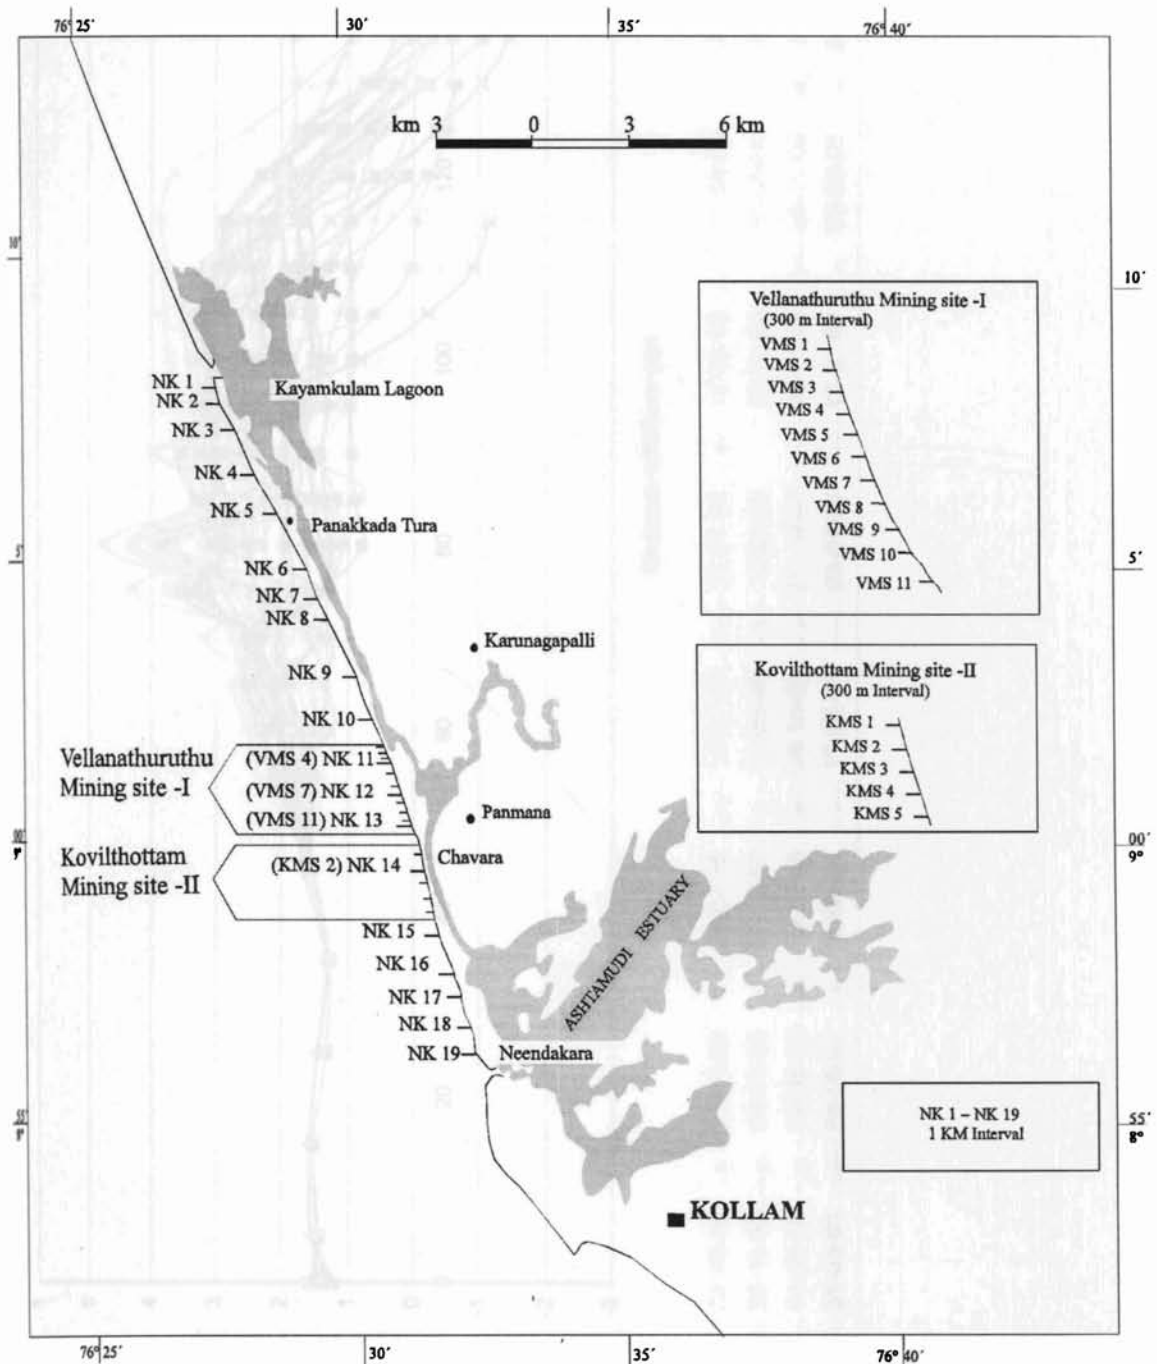 76° 25′
30′
35′
76° 40′
km 3 0 3 6 km
10′
10′
Vellanathuruthu Mining site -I
(300 m Interval)
VMS 1
VMS 2
VMS 3
VMS 4
VMS 5
VMS 6
VMS 7
VMS 8
VMS 9
VMS 10
VMS 11
NK 1
Kayamkulam Lagoon
NK 2
NK 3
NK 4
NK 5
Panakkada Tura
5′
5′
NK 6
NK 7
NK 8
Karunagapalli
NK 9
NK 10
Kovilthottam Mining site -II
(300 m Interval)
KMS 1
KMS 2
KMS 3
KMS 4
KMS 5
Vellanathuruthu
Mining site -I
(VMS 4) NK 11
(VMS 7) NK 12
(VMS 11) NK 13
Panmana
00′
9°
00′
9°
Kovilthottam
Mining site -II
Chavara
(KMS 2) NK 14
NK 15
ASHTAMUDI ESTUARY
NK 16
NK 17
NK 18
NK 19
Neendakara
55′
55′
8°
NK 1 – NK 19
1 KM Interval
KOLLAM
76° 25′
30′
35′
76° 40′